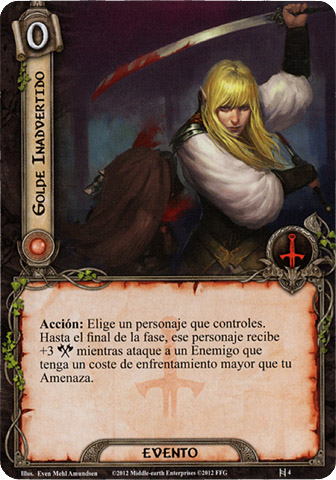 0
Golpe Inadvertido
Acción: Elige un personaje que controles.
Hasta el final de la fase, ese personaje recibe
+3 mientras ataque a un Enemigo que
tenga un coste de enfrentamiento mayor que tu
Amenaza.
EVENTO
Illus. Even Mehl Amundsen ©2012 Middle-earth Enterprises ©2012 FFG 4